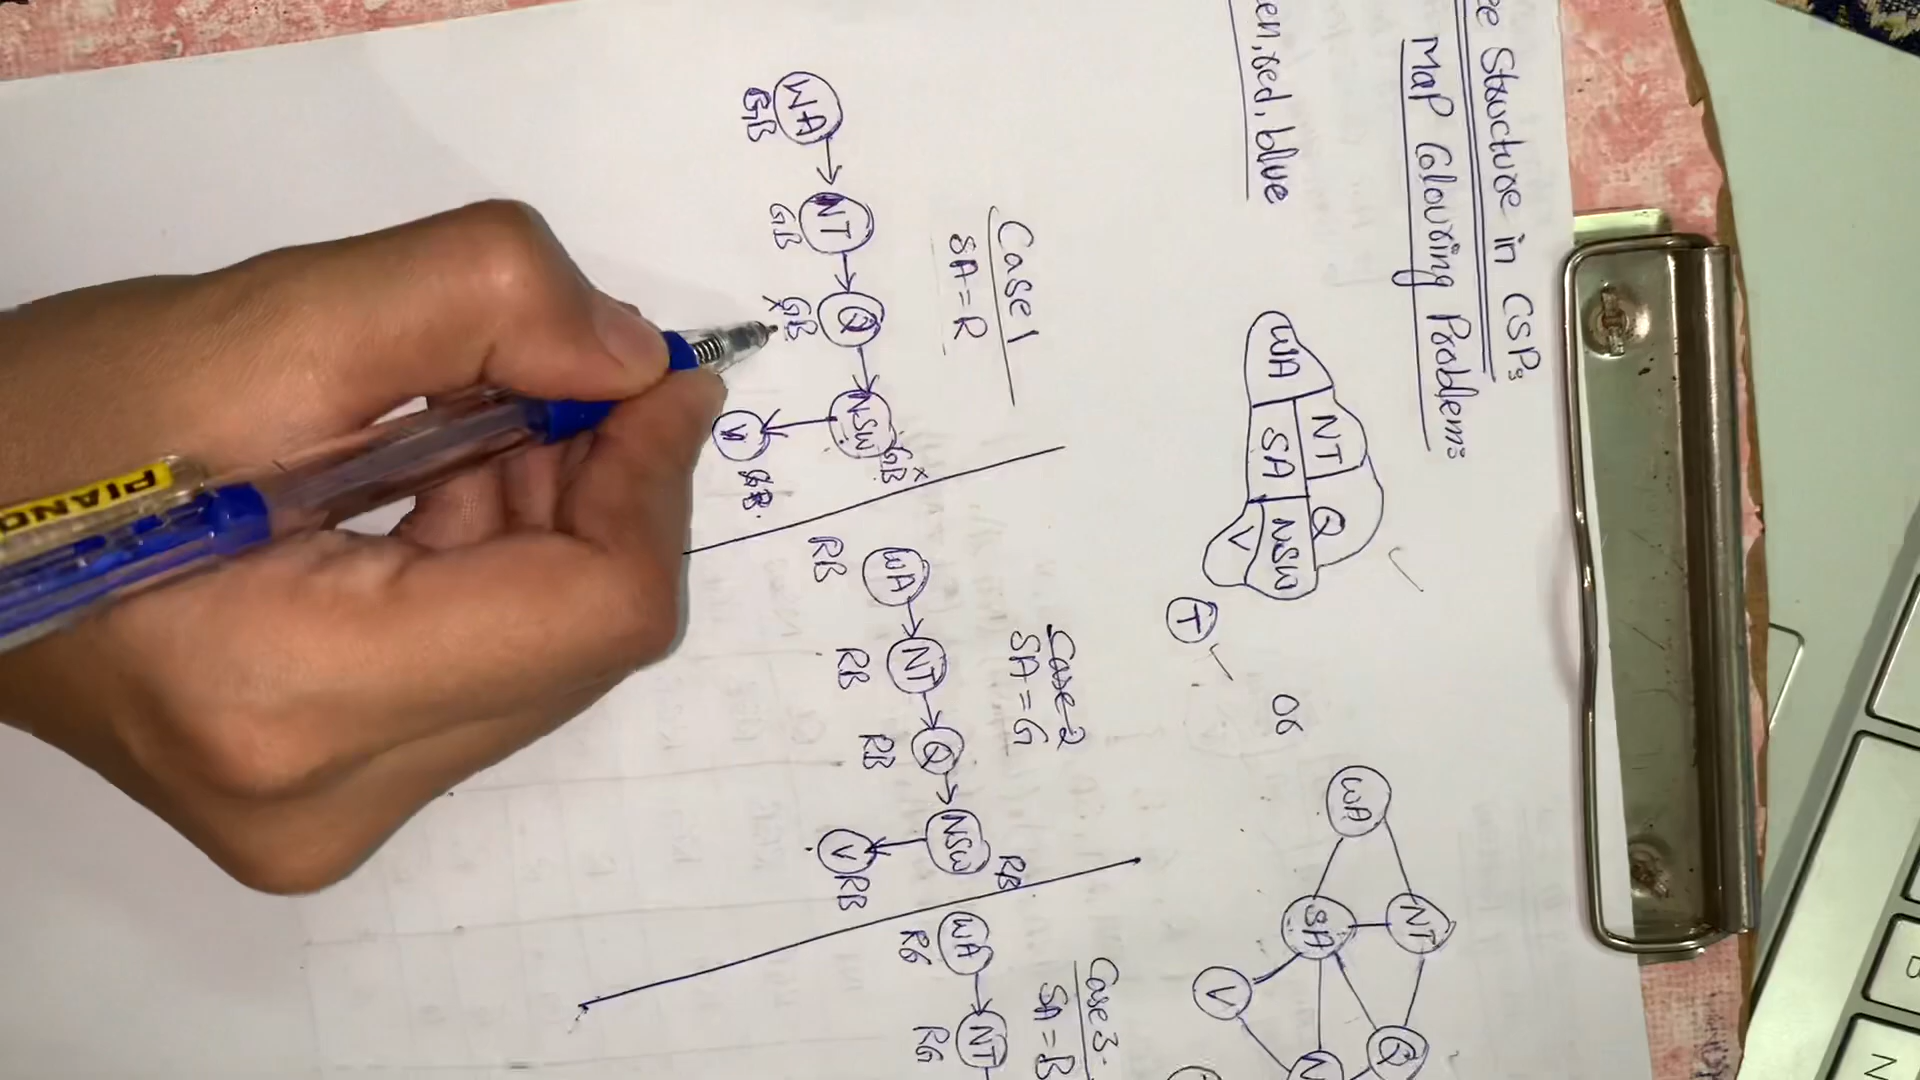 ee Structure in CSPs
Map Colouring Problems
en, red, blue
WA
NT
SA
Q
NSW
V
T
or
WA
SA
NT
V
Q
N
Case 1
SA = R
WA
GB
NT
GB
Q
GB
NSW
GB
V
GB
Case-2
SA = G
WA
RB
NT
RB
Q
RB
NSW
RB
V
RB
Case 3-
SA = B
WA
RG
NT
RG
PIANO
B
N